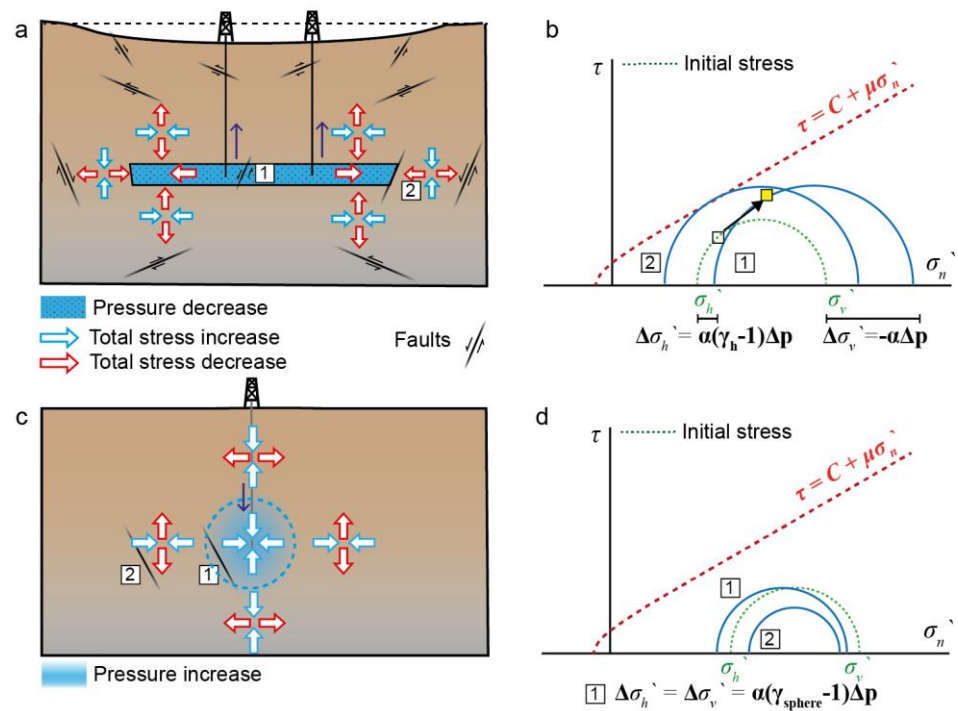 a
1
2
Pressure decrease
Total stress increase
Total stress decrease
Faults
b
τ
Initial stress
τ = C + μσn`
2
1
σn`
σh`
σv`
Δσh` = α(γh-1)Δp
Δσv`=-αΔp
c
2
1
Pressure increase
d
τ
Initial stress
τ = C + μσn`
1
2
σn`
σh`
σv`
1 Δσh` = Δσv` = α(γsphere-1)Δp